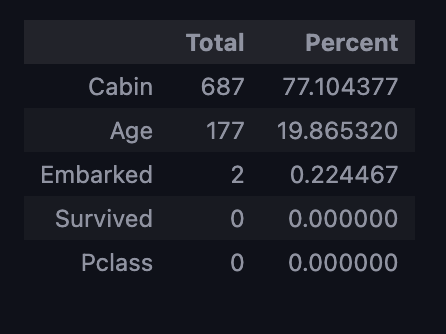 Total Percent
Cabin 687 77.104377
Age 177 19.865320
Embarked 2 0.224467
Survived 0 0.000000
Pclass 0 0.000000